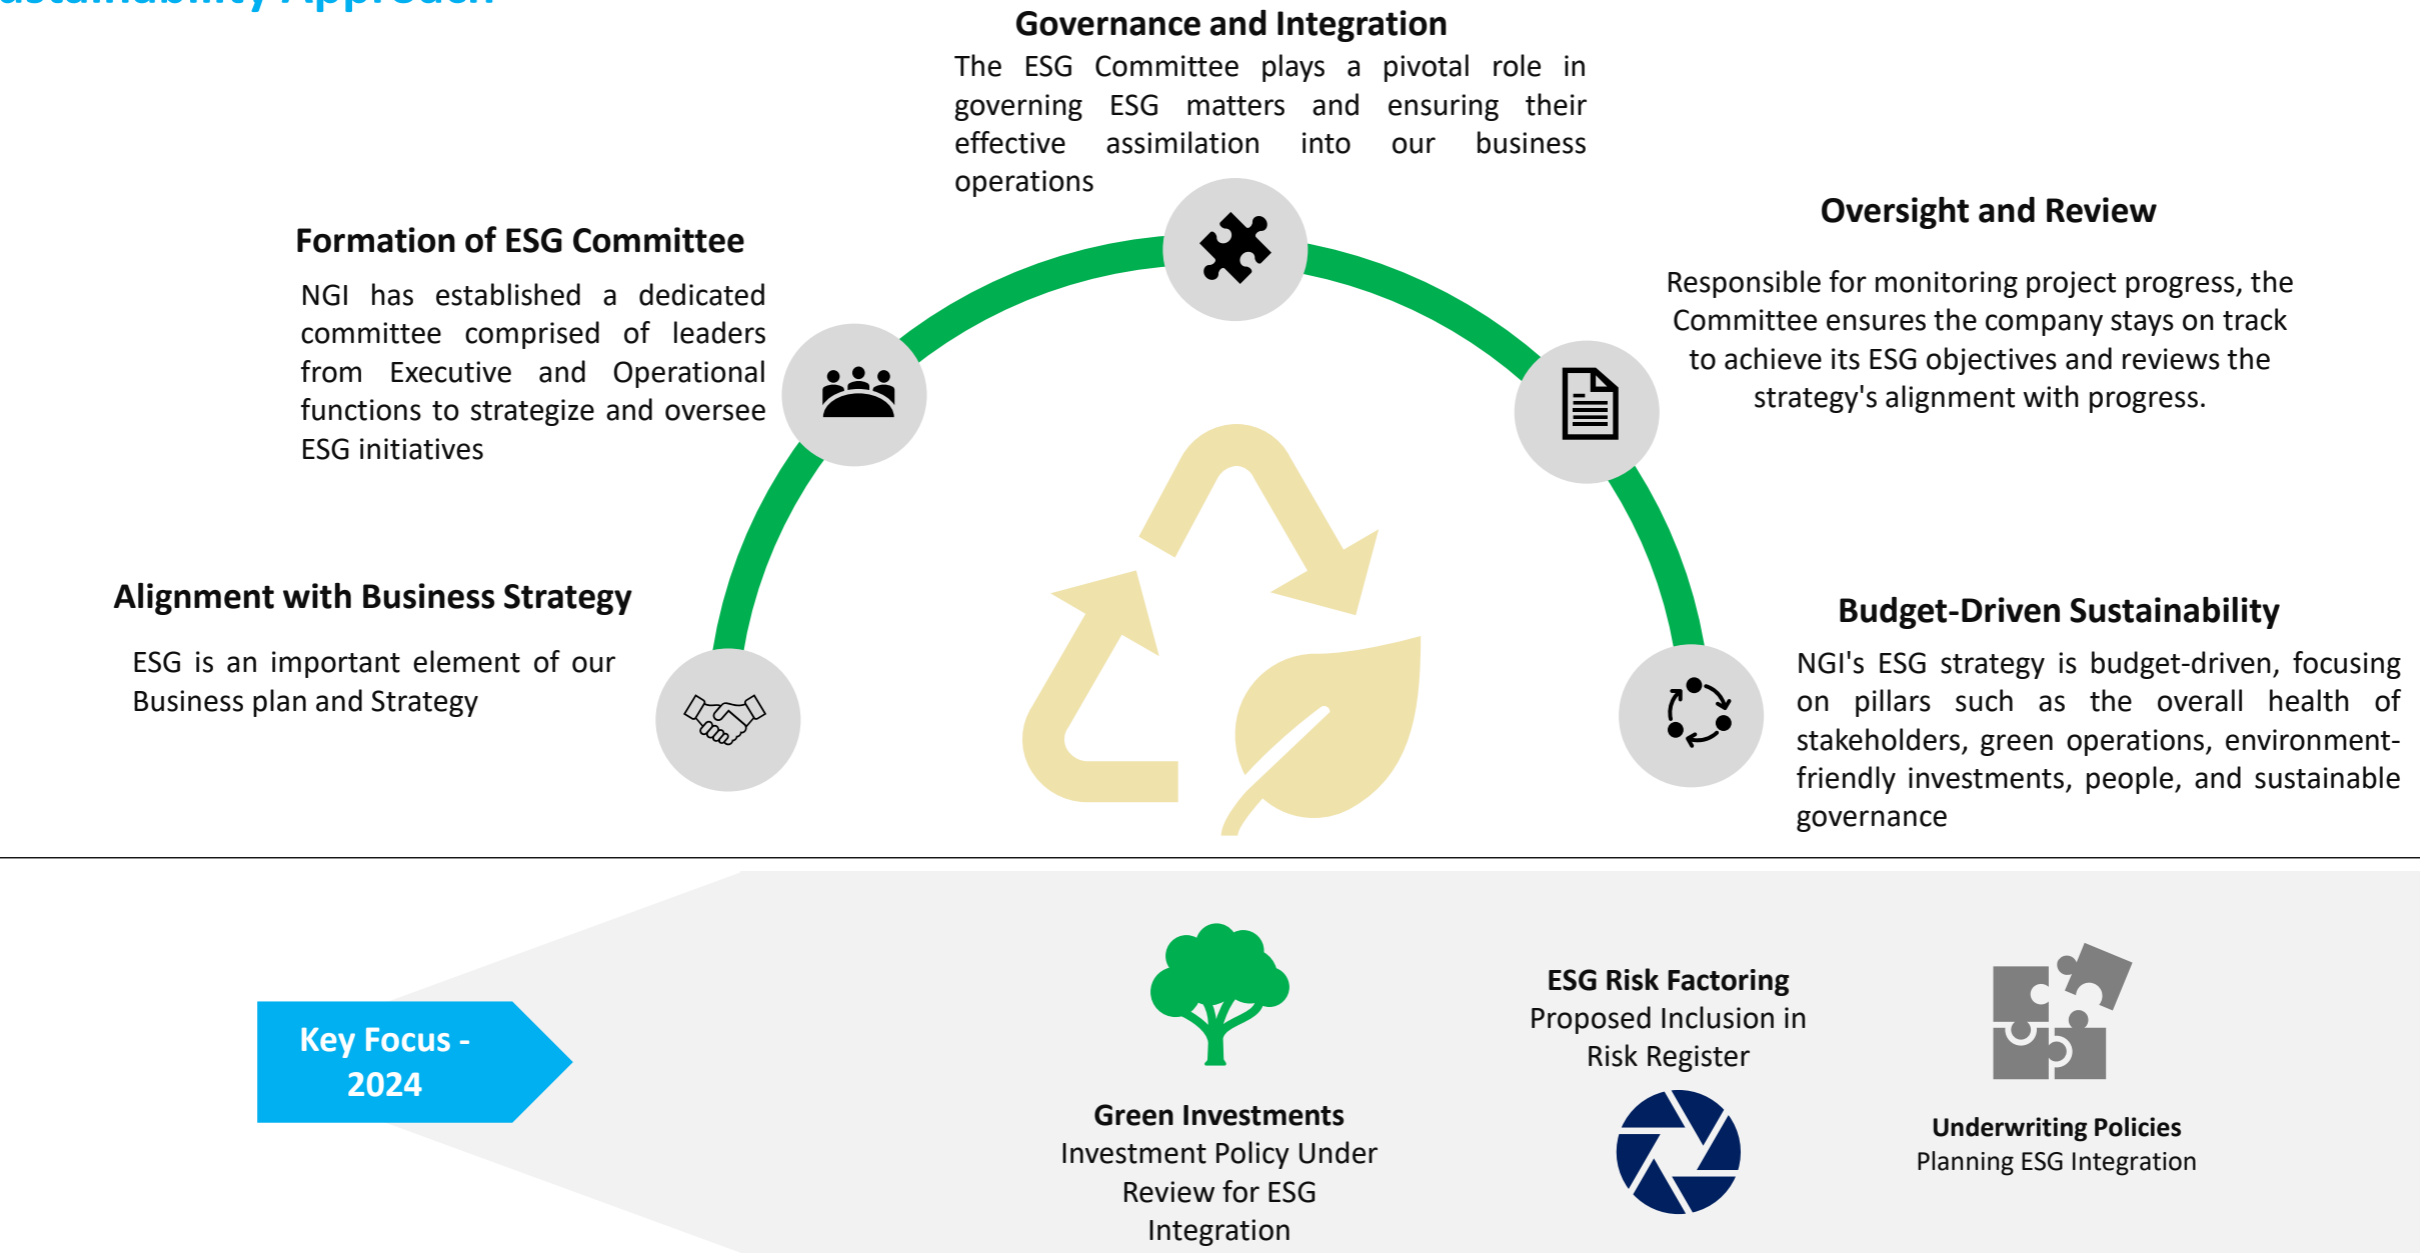 Governance and Integration
The ESG Committee plays a pivotal role in
governing ESG matters and ensuring their
effective assimilation into our business
operations
Formation of ESG Committee
NGI has established a dedicated
committee comprised of leaders
from Executive and Operational
functions to strategize and oversee
ESG initiatives
Oversight and Review
Responsible for monitoring project progress, the
Committee ensures the company stays on track
to achieve its ESG objectives and reviews the
strategy's alignment with progress.
Alignment with Business Strategy
ESG is an important element of our
Business plan and Strategy
Budget-Driven Sustainability
NGI's ESG strategy is budget-driven, focusing
on pillars such as the overall health of
stakeholders, green operations, environment-
friendly investments, people, and sustainable
governance
Key Focus -
2024
Green Investments
Investment Policy Under
Review for ESG
Integration
ESG Risk Factoring
Proposed Inclusion in
Risk Register
Underwriting Policies
Planning ESG Integration